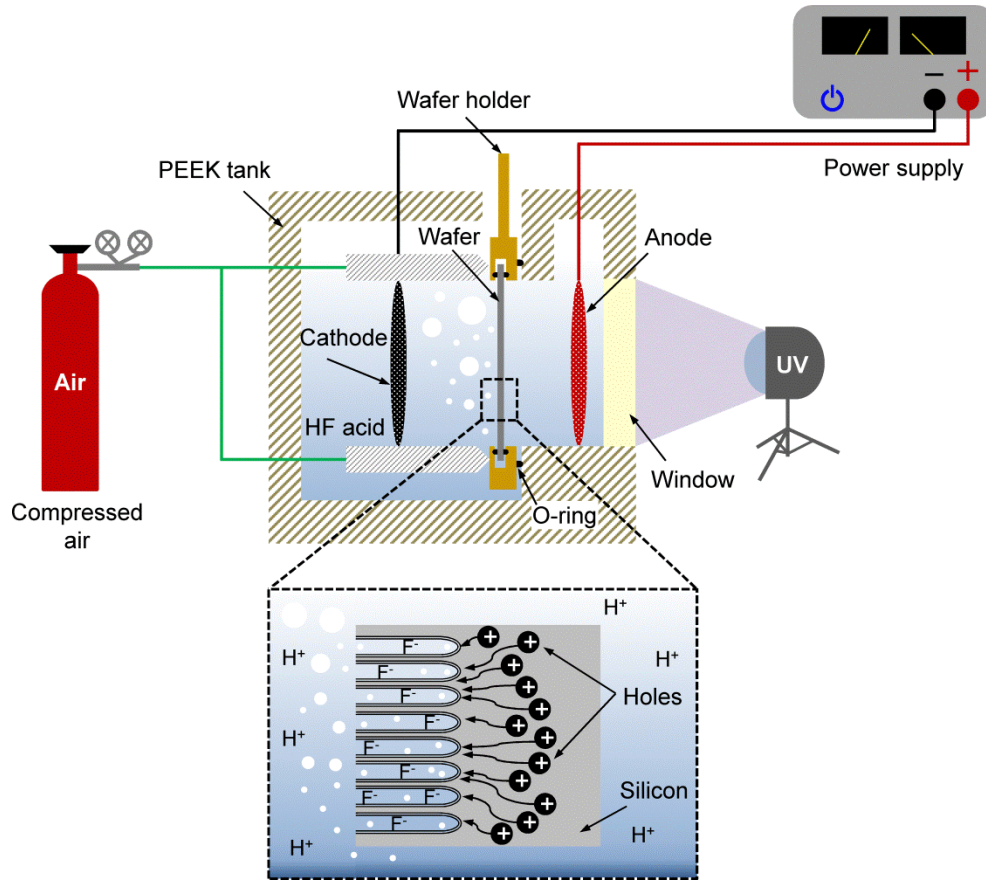 − +
Power supply
Wafer holder
PEEK tank
Wafer
Anode
Air
Cathode
UV
HF acid
Window
Compressed
air
O-ring
H⁺
H⁺
H⁺
H⁺
H⁺
H⁺
F⁻
F⁻
F⁻
F⁻
F⁻
F⁻
F⁻ F⁻
F⁻
+
+
+
+
+
+
+
+
+
+
+
+
Holes
Silicon